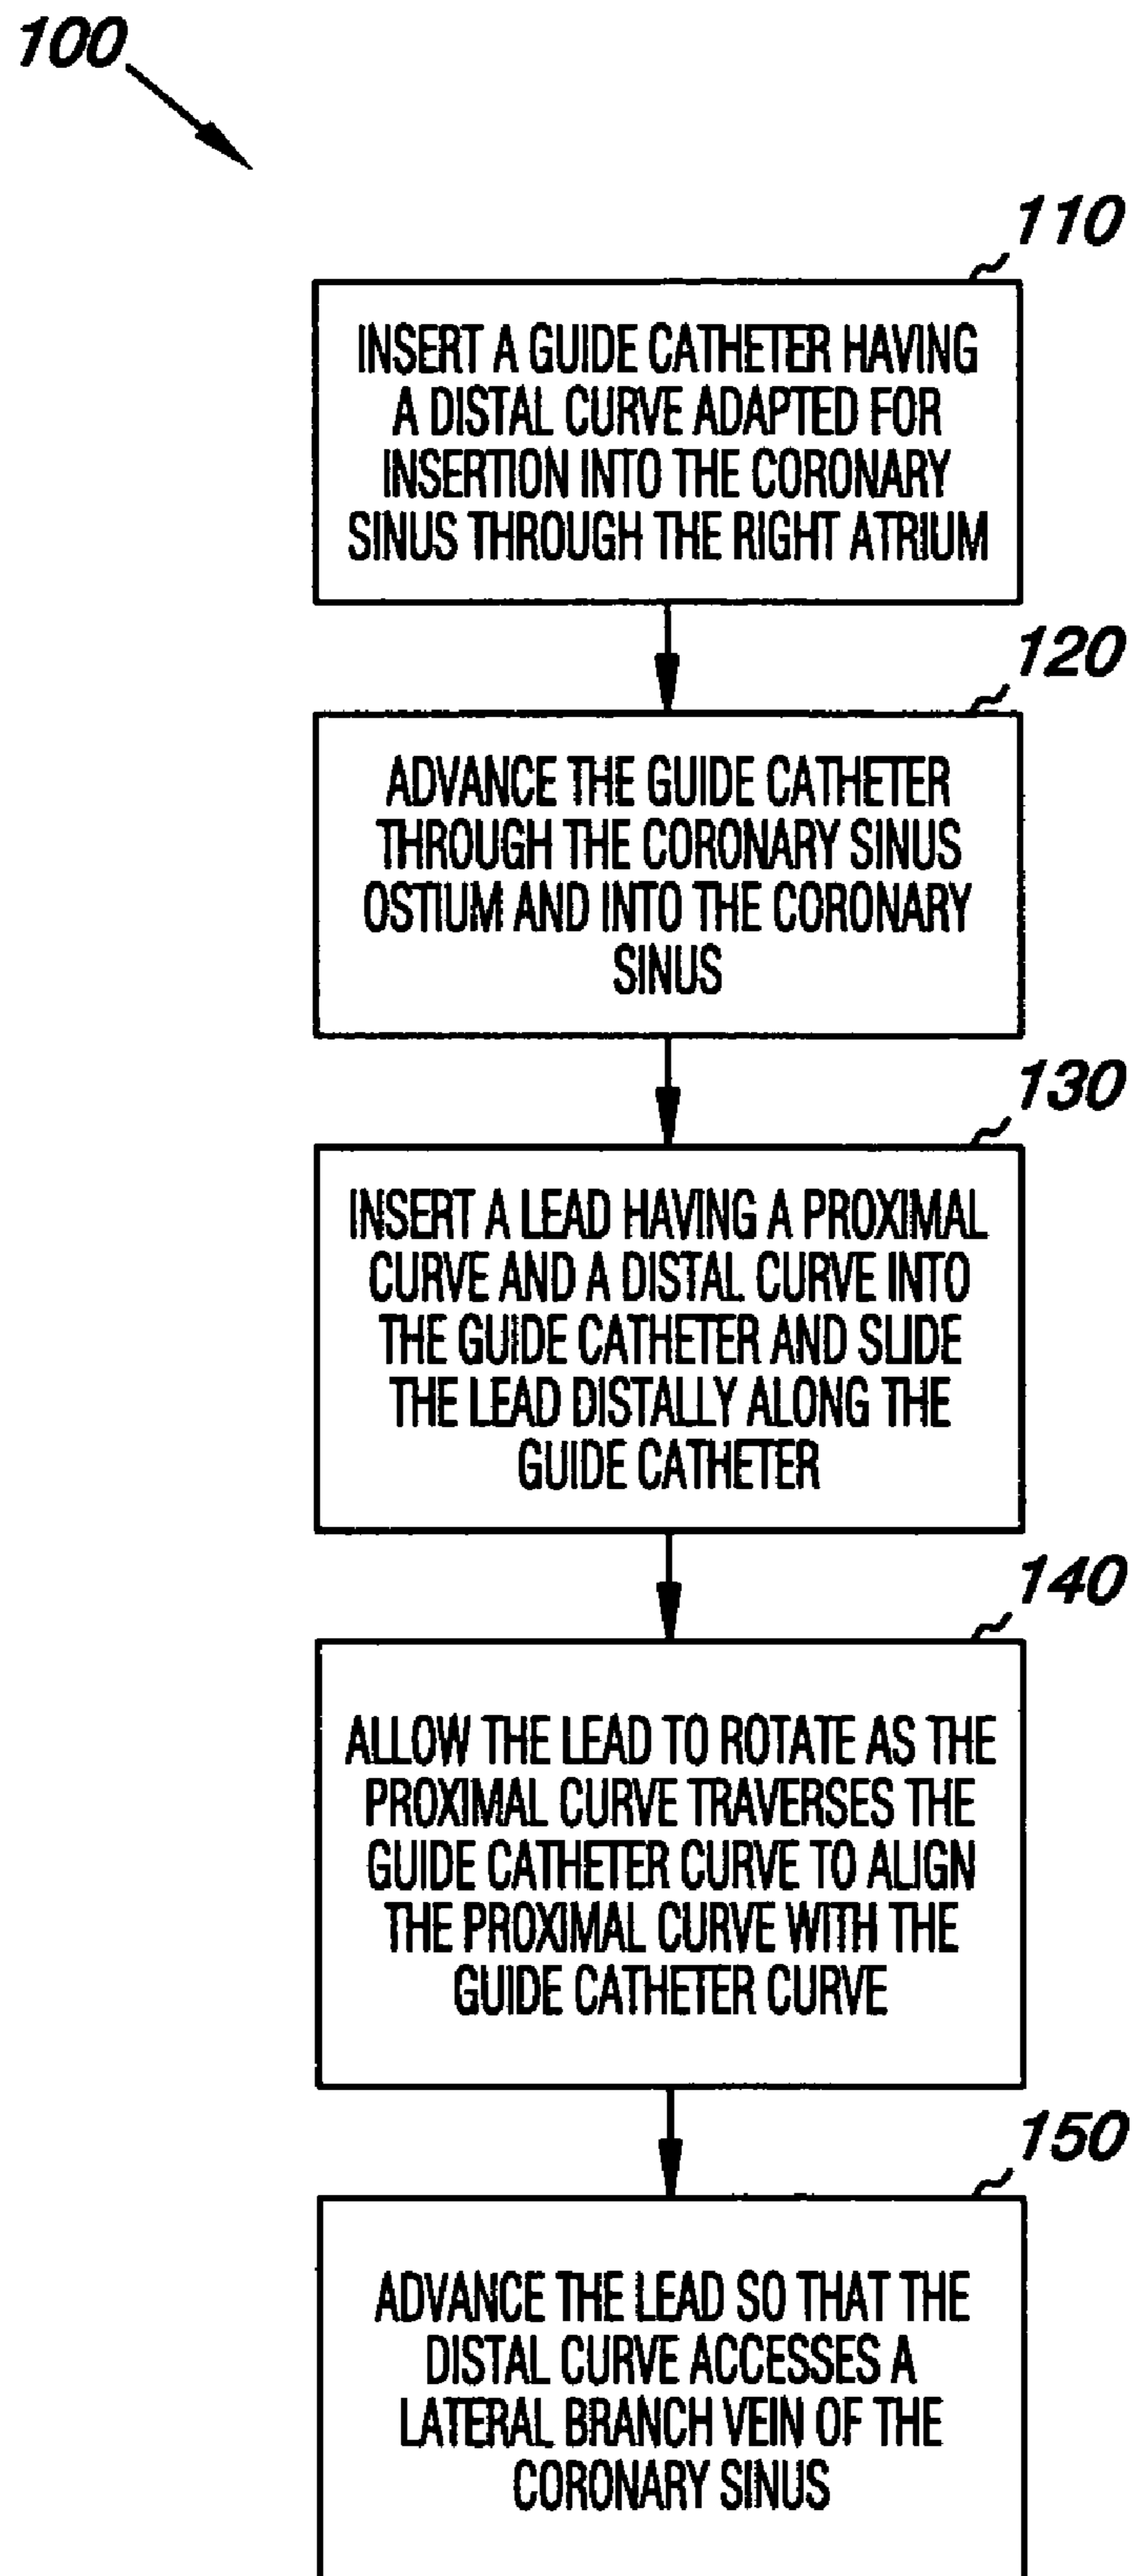 100
110
INSERT A GUIDE CATHETER HAVING
A DISTAL CURVE ADAPTED FOR
INSERTION INTO THE CORONARY
SINUS THROUGH THE RIGHT ATRIUM
120
ADVANCE THE GUIDE CATHETER
THROUGH THE CORONARY SINUS
OSTIUM AND INTO THE CORONARY
SINUS
130
INSERT A LEAD HAVING A PROXIMAL
CURVE AND A DISTAL CURVE INTO
THE GUIDE CATHETER AND SLIDE
THE LEAD DISTALLY ALONG THE
GUIDE CATHETER
140
ALLOW THE LEAD TO ROTATE AS THE
PROXIMAL CURVE TRAVERSES THE
GUIDE CATHETER CURVE TO ALIGN
THE PROXIMAL CURVE WITH THE
GUIDE CATHETER CURVE
150
ADVANCE THE LEAD SO THAT THE
DISTAL CURVE ACCESSES A
LATERAL BRANCH VEIN OF THE
CORONARY SINUS